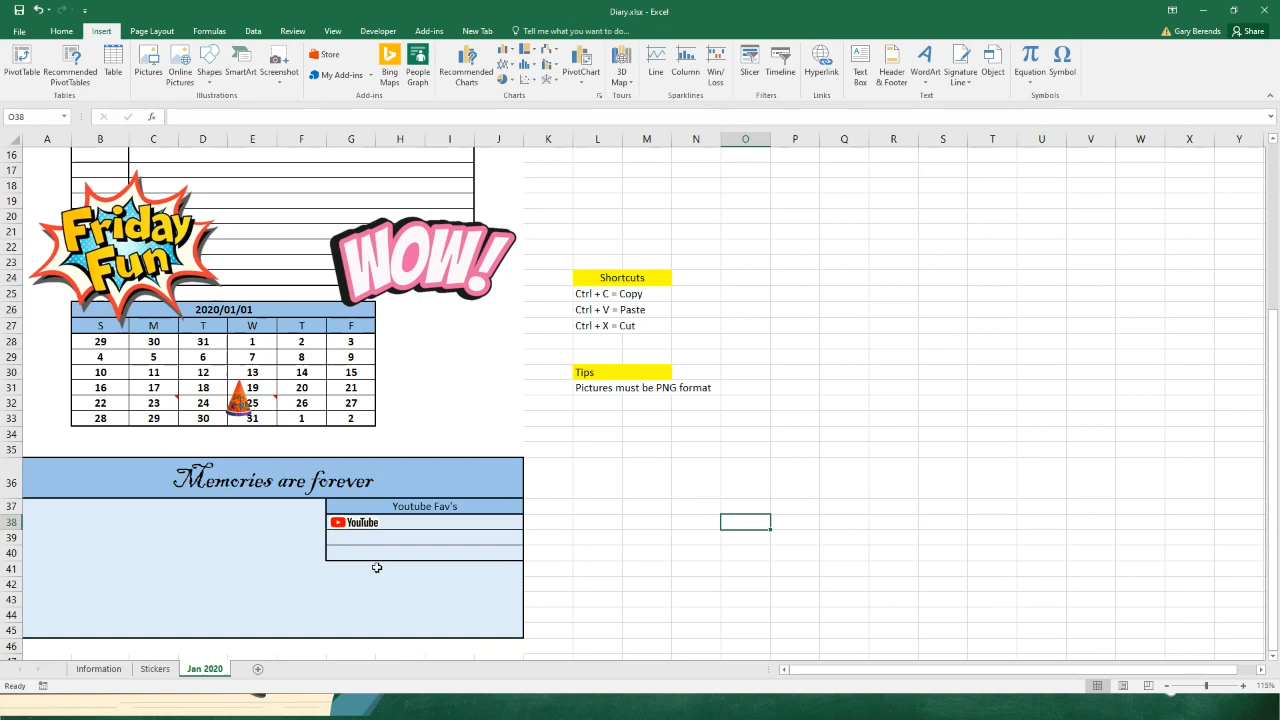 Diary.xlsx - Excel
File Home Insert Page Layout Formulas Data Review View Developer Add-ins New Tab Tell me what you want to do... Gary Berends Share
PivotTable Recommended PivotTables Table
Pictures Online Pictures Shapes SmartArt Screenshot
Store
My Add-ins
Bing Maps People Graph
Recommended Charts PivotChart 3D Map
Line Column Win/Loss
Slicer Timeline
Hyperlink
Text Box Header & Footer WordArt Signature Line Object
Equation Symbol
Tables Illustrations Add-ins Charts Tours Sparklines Filters Links Text Symbols
O38 fx
A B C D E F G H I J K L M N O P Q R S T U V W X Y
16
17
18
19
20
21
22
23
24
25
26
27
28
29
30
31
32
33
34
35
36
37
38
39
40
41
42
43
44
45
46
Friday
Fun
WOW!
2020/01/01
S M T W T F
29 30 31 1 2 3
4 5 6 7 8 9
10 11 12 13 14 15
16 17 18 19 20 21
22 23 24 25 26 27
28 29 30 31 1 2
Shortcuts
Ctrl + C = Copy
Ctrl + V = Paste
Ctrl + X = Cut
Tips
Pictures must be PNG format
Memories are forever
Youtube Fav's
YouTube
Information Stickers Jan 2020
Ready 115%